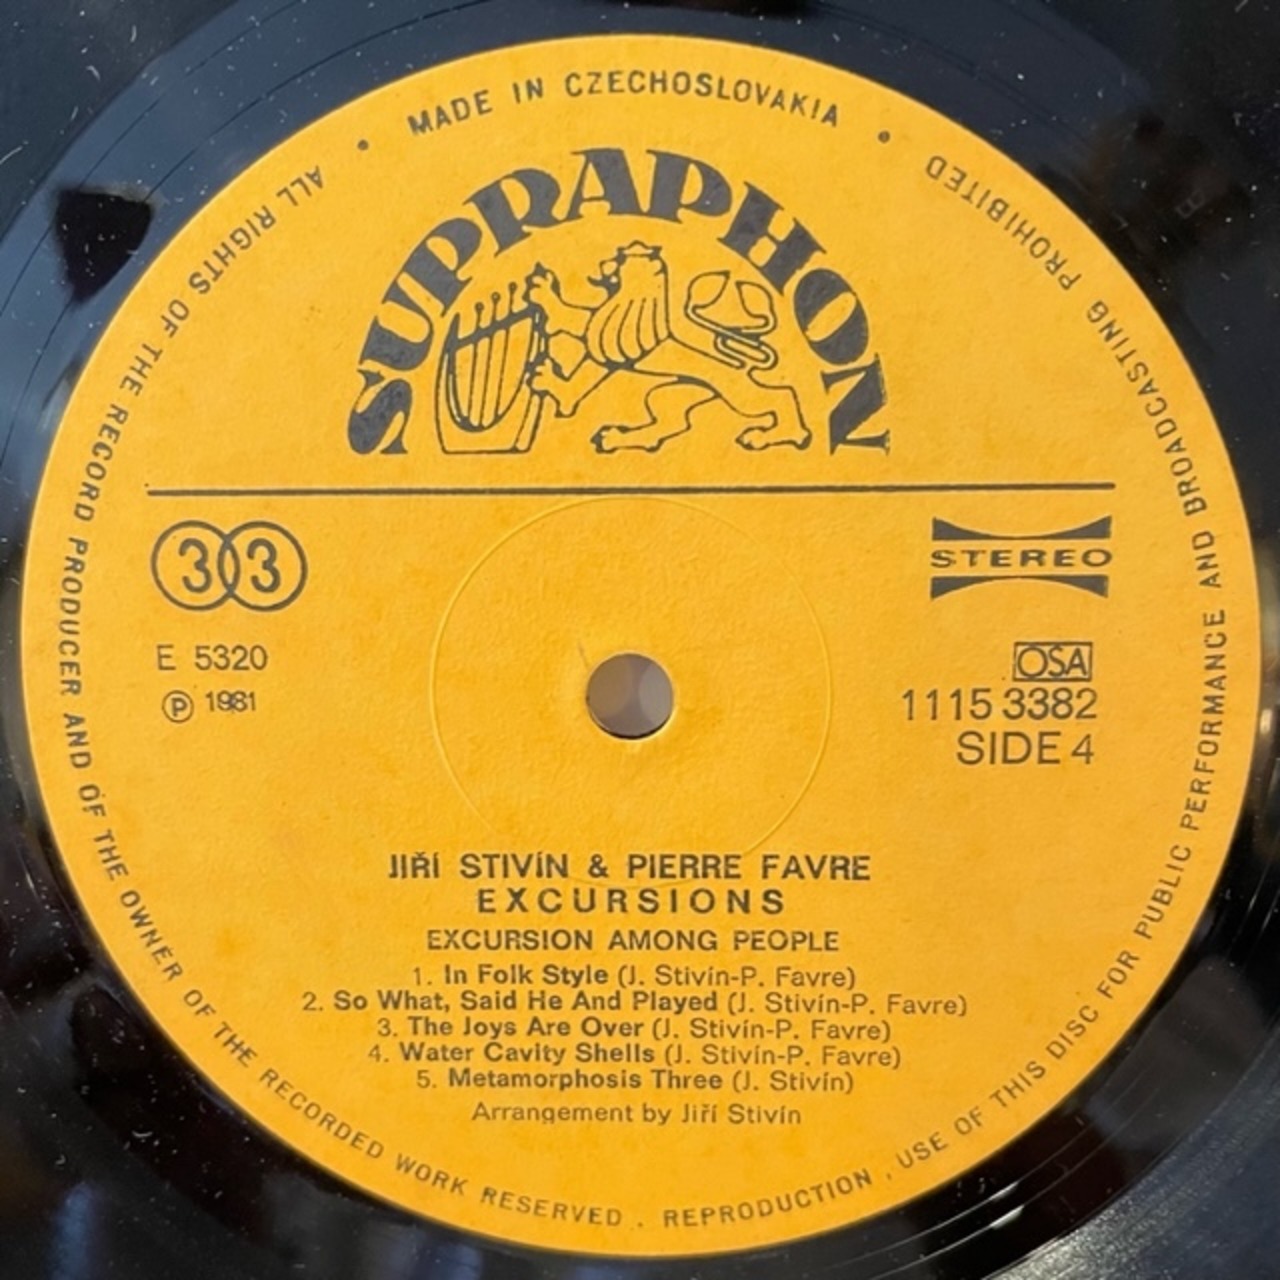 MADE IN CZECHOSLOVAKIA
SUPRAPHON
33
STEREO
E 5320
℗ 1981
OSA
1115 3382
SIDE 4
JIŘÍ STIVÍN & PIERRE FAVRE
EXCURSIONS
EXCURSION AMONG PEOPLE
1. In Folk Style (J. Stivín-P. Favre)
2. So What, Said He And Played (J. Stivín-P. Favre)
3. The Joys Are Over (J. Stivín-P. Favre)
4. Water Cavity Shells (J. Stivín-P. Favre)
5. Metamorphosis Three (J. Stivín)
Arrangement by Jiří Stivín
ALL RIGHTS OF THE RECORD PRODUCER AND OF THE OWNER OF THE RECORDED WORK RESERVED . REPRODUCTION , USE OF THIS DISC FOR PUBLIC PERFORMANCE AND BROADCASTING PROHIBITED